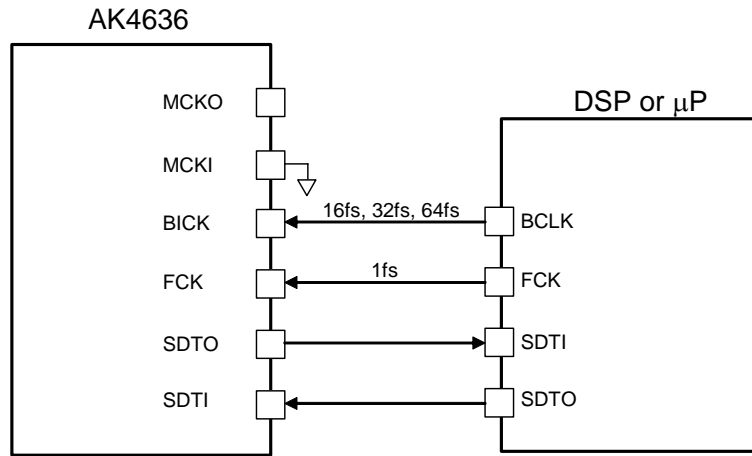 AK4636
DSP or μP
MCKO
MCKI
BICK
16fs, 32fs, 64fs
BCLK
FCK
1fs
FCK
SDTO
SDTI
SDTI
SDTO